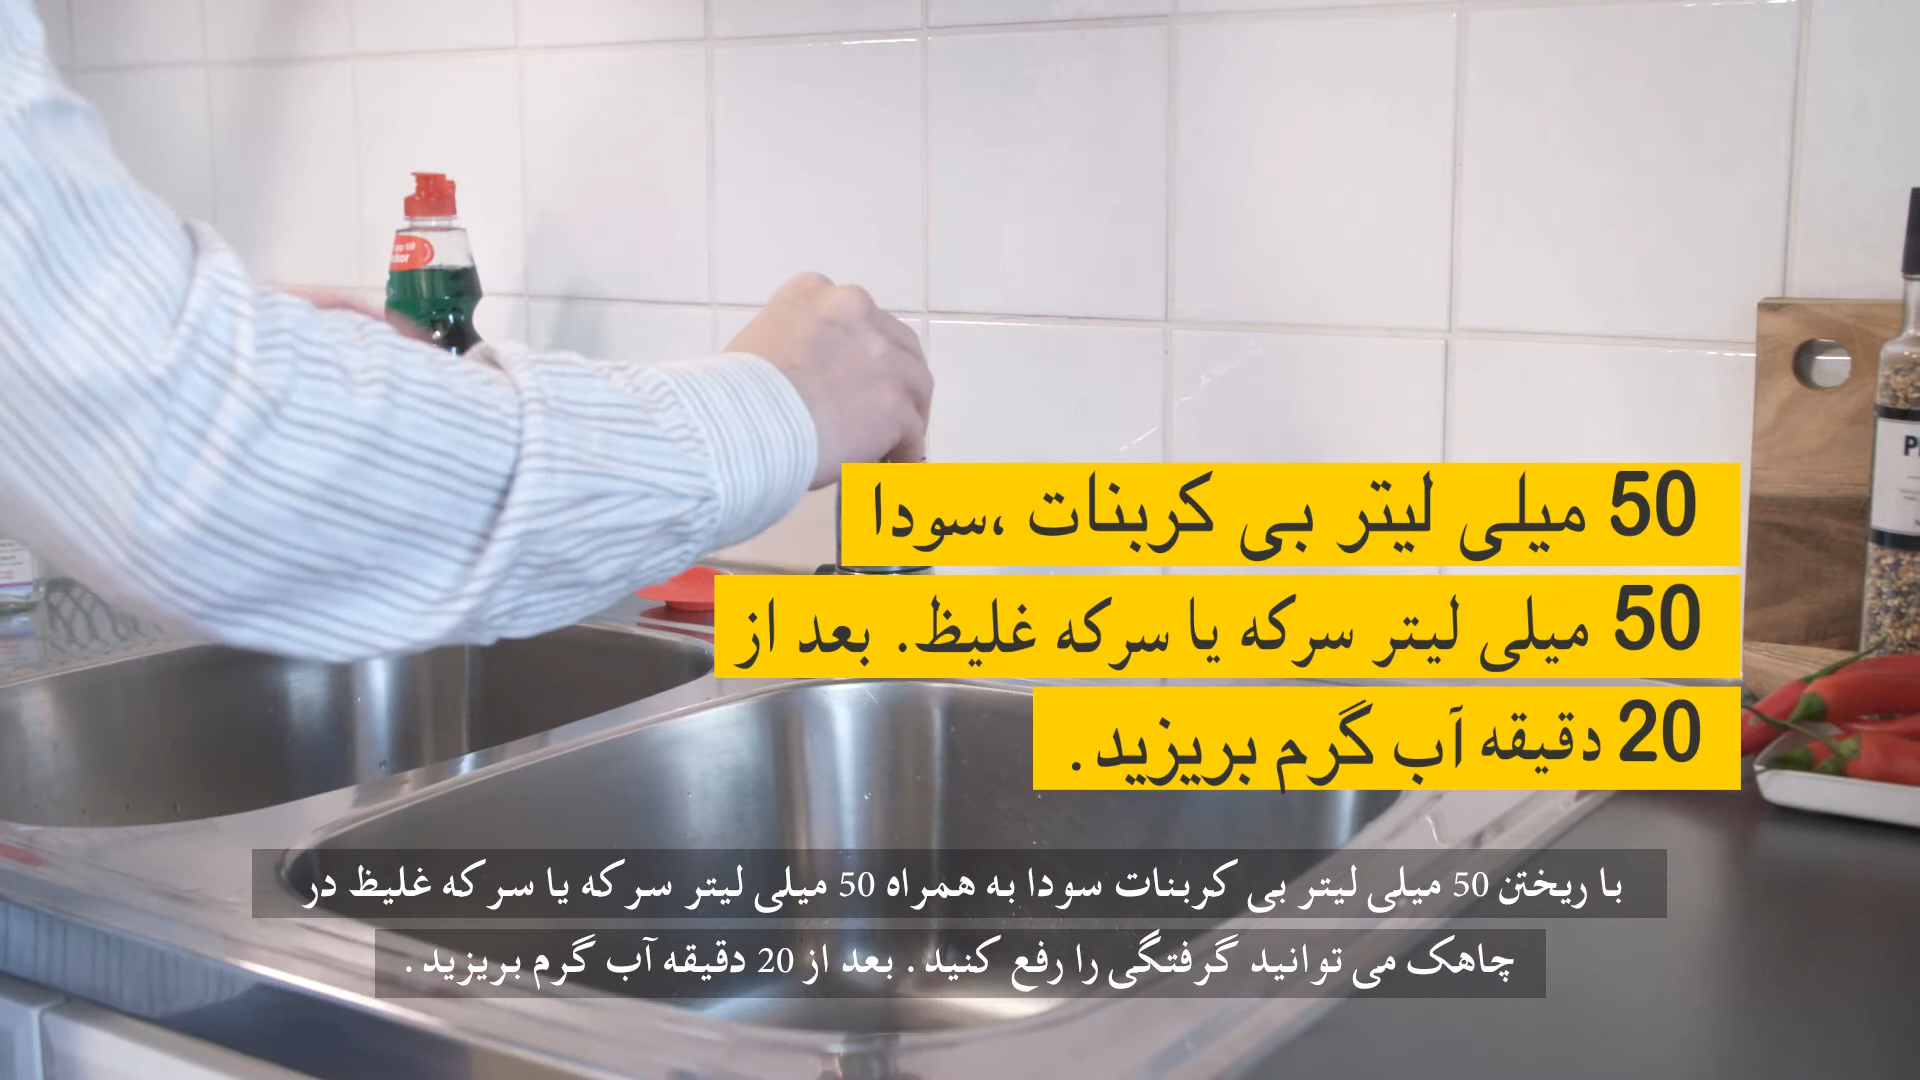 50 میلی لیتر بی کربنات ،سودا
50 میلی لیتر سرکه یا سرکه غلیظ. بعد از
20 دقیقه آب گرم بریزید.
با ریختن 50 میلی لیتر بی کربنات سودا به همراه 50 میلی لیتر سرکه یا سرکه غلیظ در
چاهک می توانید گرفتگی را رفع کنید. بعد از 20 دقیقه آب گرم بریزید.